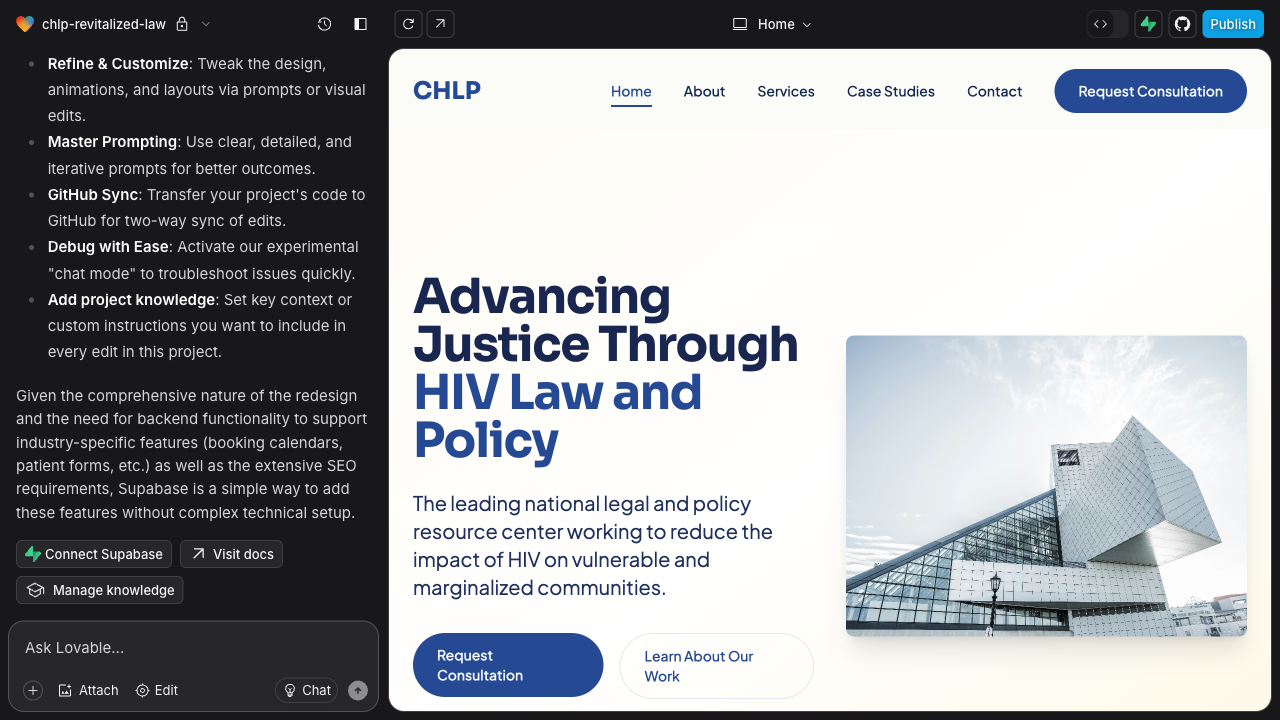 chlp-revitalized-law
Home
Publish
Refine & Customize: Tweak the design,
animations, and layouts via prompts or visual
edits.
Master Prompting: Use clear, detailed, and
iterative prompts for better outcomes.
GitHub Sync: Transfer your project's code to
GitHub for two-way sync of edits.
Debug with Ease: Activate our experimental
"chat mode" to troubleshoot issues quickly.
Add project knowledge: Set key context or
custom instructions you want to include in
every edit in this project.
Given the comprehensive nature of the redesign
and the need for backend functionality to support
industry-specific features (booking calendars,
patient forms, etc.) as well as the extensive SEO
requirements, Supabase is a simple way to add
these features without complex technical setup.
Connect Supabase
Visit docs
Manage knowledge
Ask Lovable...
Attach
Edit
Chat
CHLP
Home
About
Services
Case Studies
Contact
Request Consultation
Advancing
Justice Through
HIV Law and
Policy
The leading national legal and policy
resource center working to reduce the
impact of HIV on vulnerable and
marginalized communities.
Request
Consultation
Learn About Our
Work